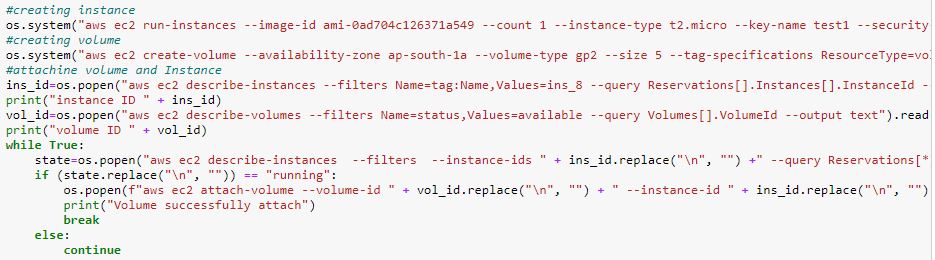 #creating instance
os.system("aws ec2 run-instances --image-id ami-0ad704c126371a549 --count 1 --instance-type t2.micro --key-name test1 --security
#creating volume
os.system("aws ec2 create-volume --availability-zone ap-south-1a --volume-type gp2 --size 5 --tag-specifications ResourceType=vo
#attachine volume and Instance
ins_id=os.popen("aws ec2 describe-instances --filters Name=tag:Name,Values=ins_8 --query Reservations[].Instances[].InstanceId -
print("instance ID " + ins_id)
vol_id=os.popen("aws ec2 describe-volumes --filters Name=status,Values=available --query Volumes[].VolumeId --output text").read
print("volume ID " + vol_id)
while True:
    state=os.popen("aws ec2 describe-instances  --filters  --instance-ids " + ins_id.replace("\n", "") +" --query Reservations[*
    if (state.replace("\n", "")) == "running":
        os.popen(f"aws ec2 attach-volume --volume-id " + vol_id.replace("\n", "") + " --instance-id " + ins_id.replace("\n", "")
        print("Volume successfully attach")
        break
    else:
        continue